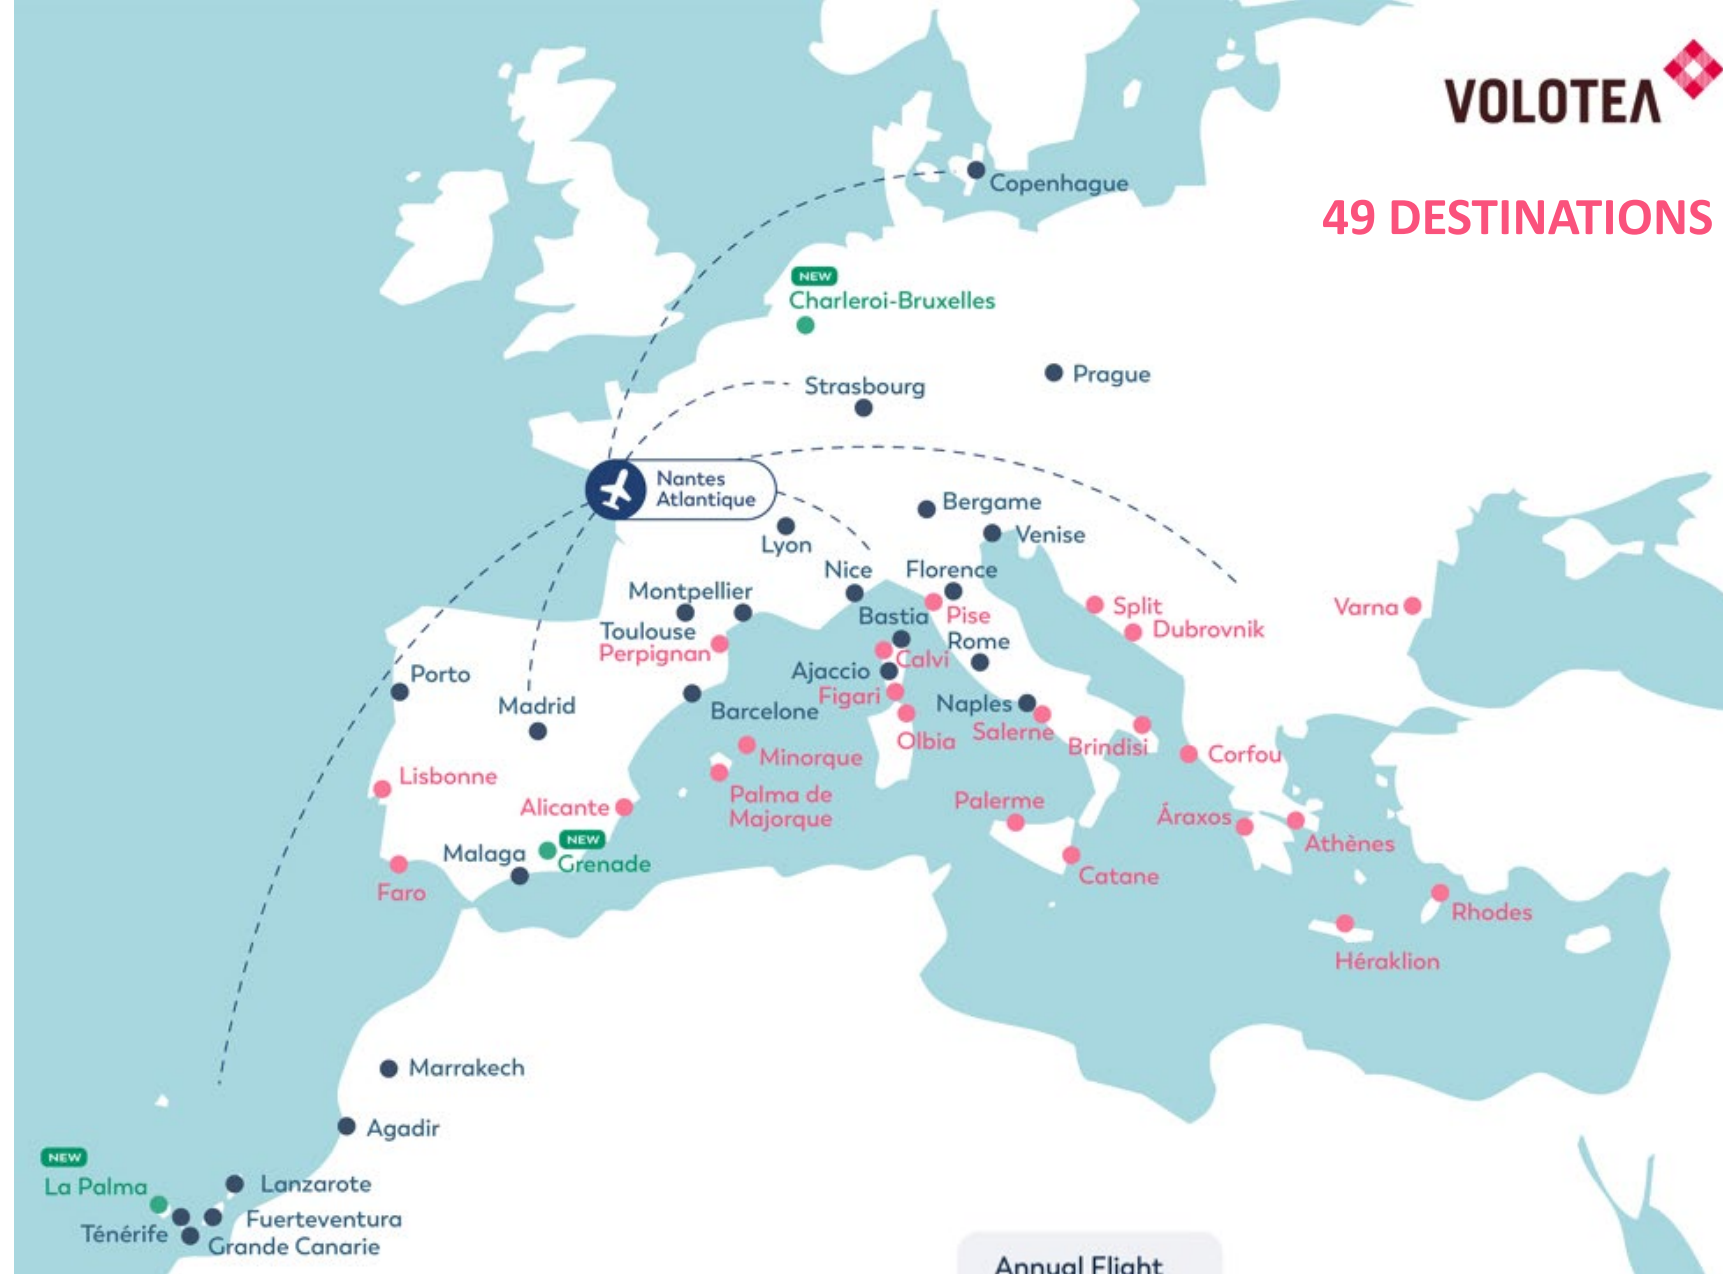 VOLOTEA
49 DESTINATIONS
Copenhague
NEW
Charleroi-Bruxelles
Prague
Strasbourg
Nantes
Atlantique
Bergame
Venise
Lyon
Nice
Florence
Montpellier
Bastia
Pise
Split
Varna
Toulouse
Dubrovnik
Perpignan
Rome
Calvi
Porto
Ajaccio
Figari
Madrid
Naples
Barcelone
Salerne
Olbia
Brindisi
Corfou
Minorque
Lisbonne
Palma de
Majorque
Alicante
Palerme
Áraxos
NEW
Athènes
Malaga
Grenade
Catane
Faro
Rhodes
Héraklion
Marrakech
Agadir
NEW
La Palma
Lanzarote
Fuerteventura
Ténérife
Grande Canarie
Annual Flight